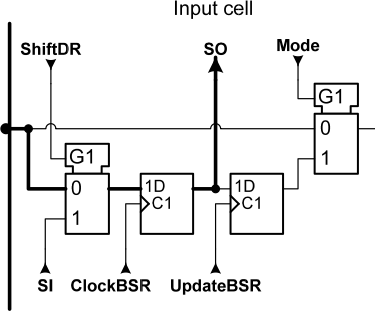 Input cell
ShiftDR
SO
Mode
G1
0
1
G1
0
1
1D
C1
1D
C1
SI
ClockBSR
UpdateBSR